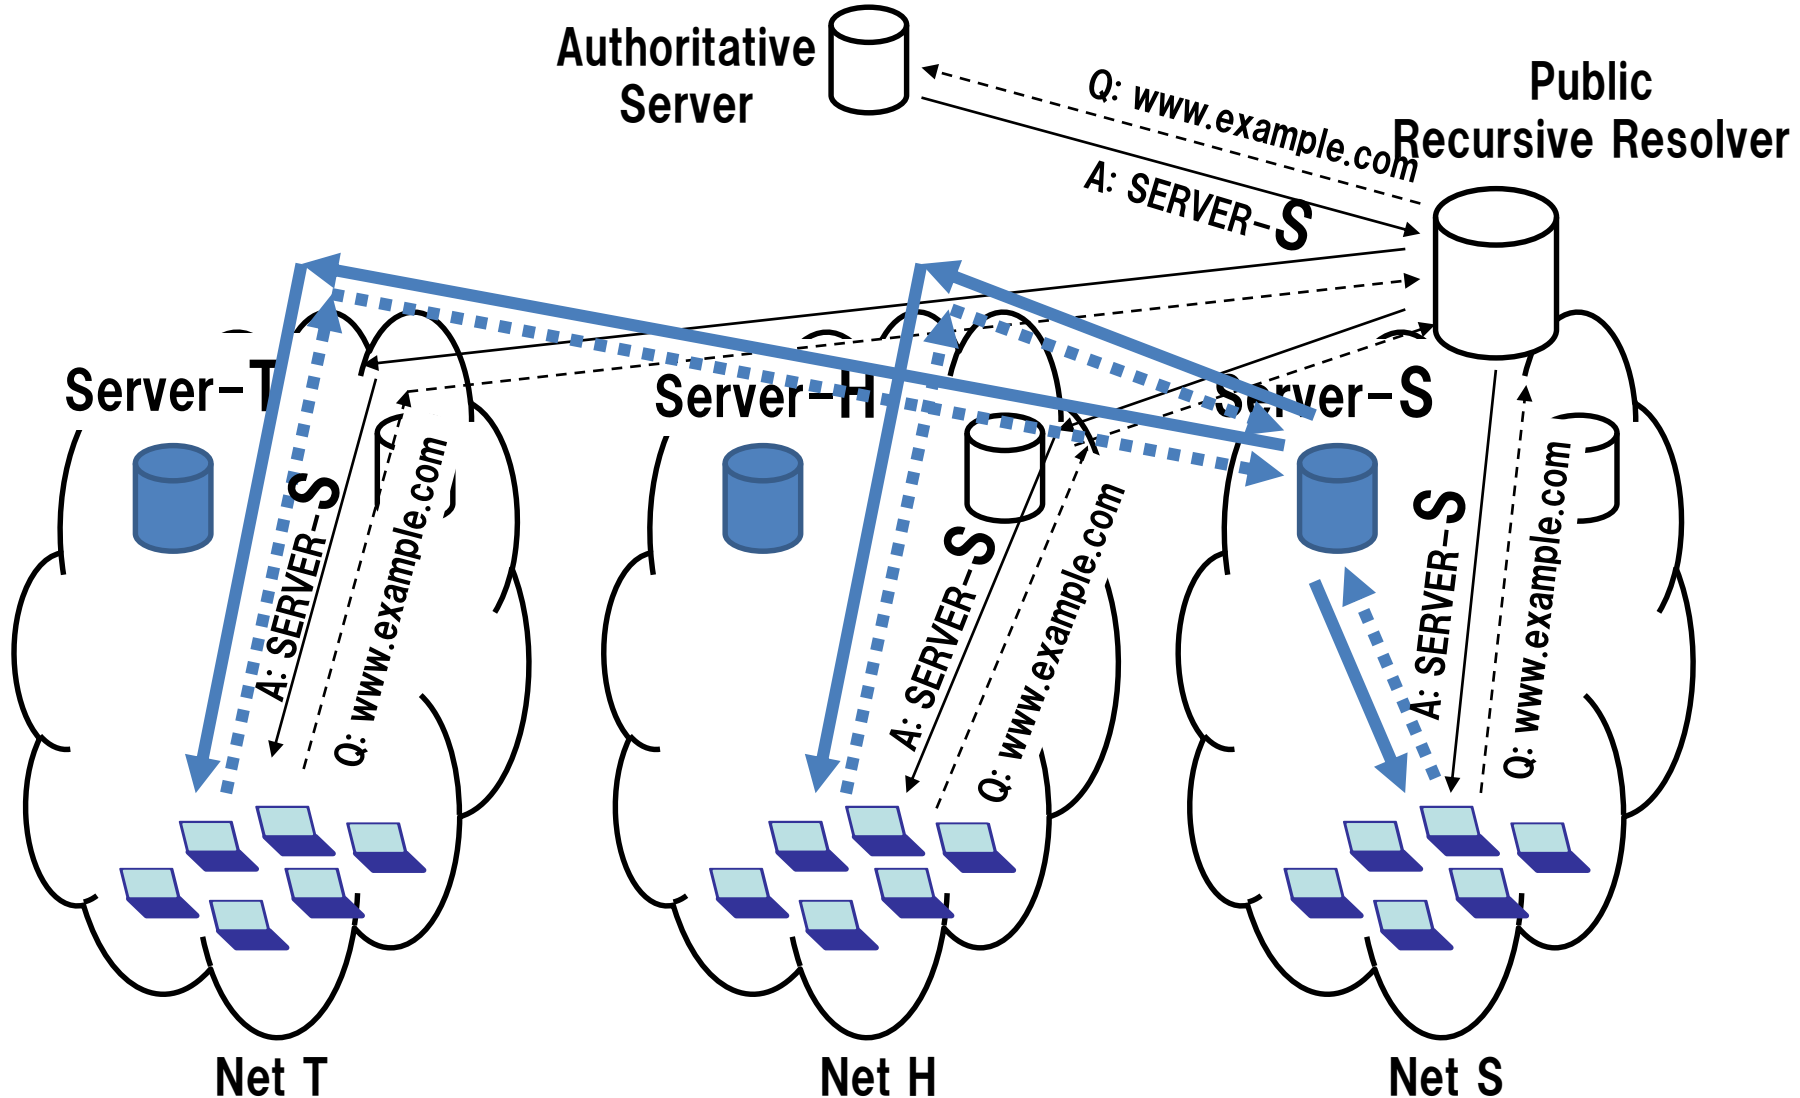 Authoritative
Server
Public
Recursive Resolver
Q: www.example.com
A: SERVER-S
Server-T
Server-H
Server-S
A: SERVER-S
Q: www.example.com
A: SERVER-S
Q: www.example.com
A: SERVER-S
Q: www.example.com
Net T
Net H
Net S